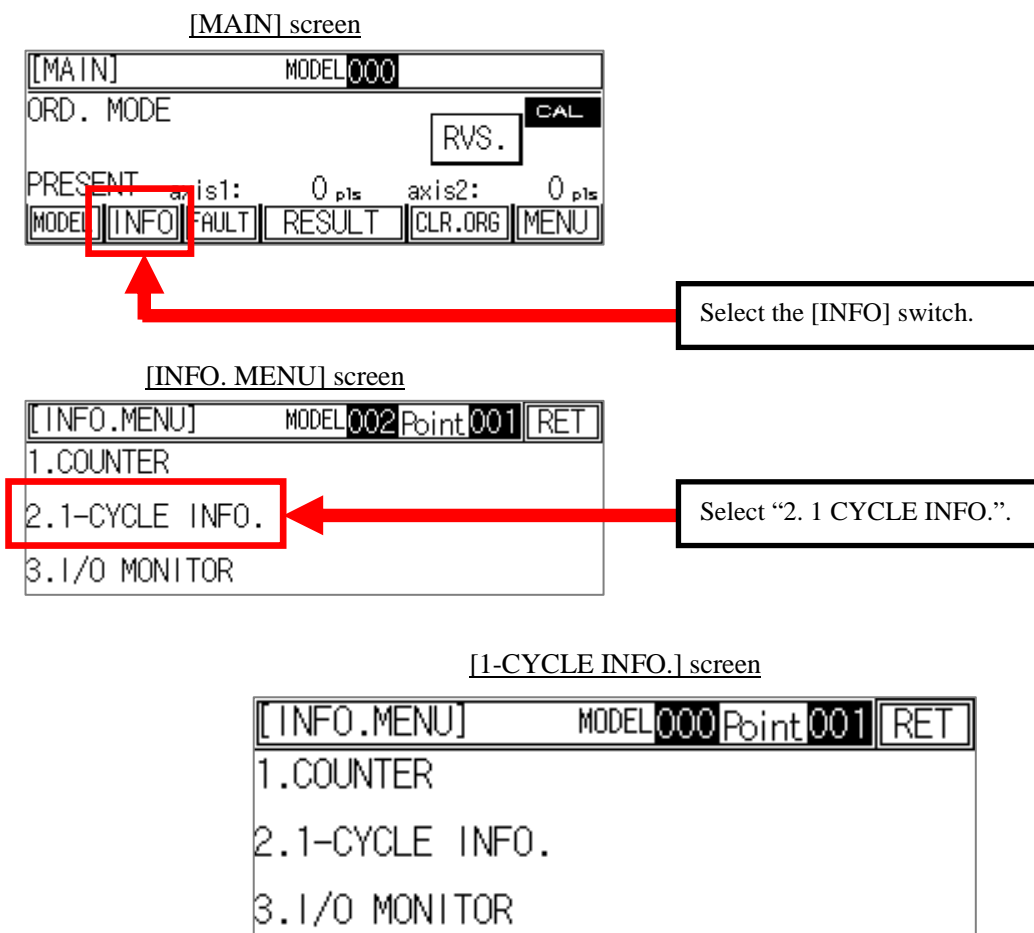 [MAIN] screen
[MAIN] MODEL 000
ORD. MODE CAL
RVS.
PRESENT axis1: 0 pls axis2: 0 pls
MODEL INFO FAULT RESULT CLR.ORG MENU
Select the [INFO] switch.
[INFO. MENU] screen
[INFO.MENU] MODEL 002 Point 001 RET
1.COUNTER
2.1-CYCLE INFO.
Select “2. 1 CYCLE INFO.”.
3.I/O MONITOR
[1-CYCLE INFO.] screen
[INFO.MENU] MODEL 000 Point 001 RET
1.COUNTER
2.1-CYCLE INFO.
3.I/O MONITOR